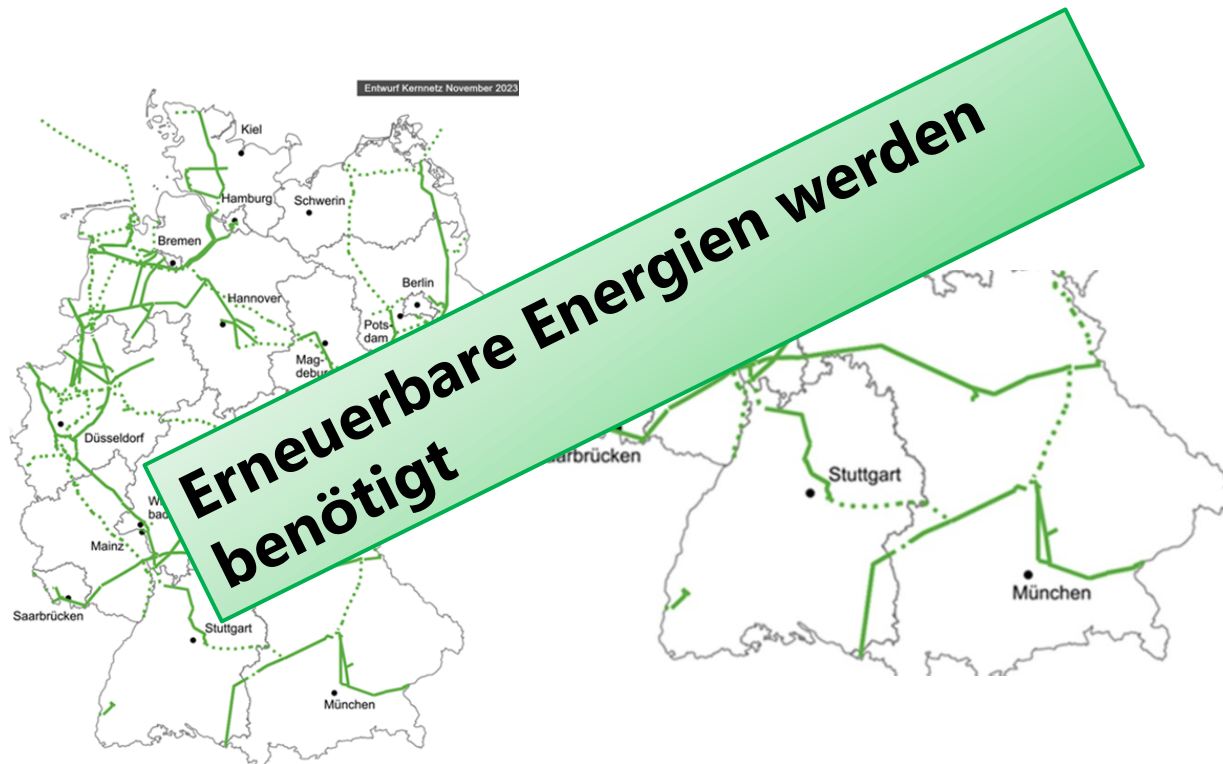 Entwurf Kernnetz November 2023
Kiel
Hamburg
Schwerin
Bremen
Berlin
Hannover
Pots-
dam
Mag-
debur
Düsseldorf
Erneuerbare Energien werden
benötigt
W
bad
Mainz
Saarbrücken
Stuttgart
München
arbrücken
Stuttgart
München